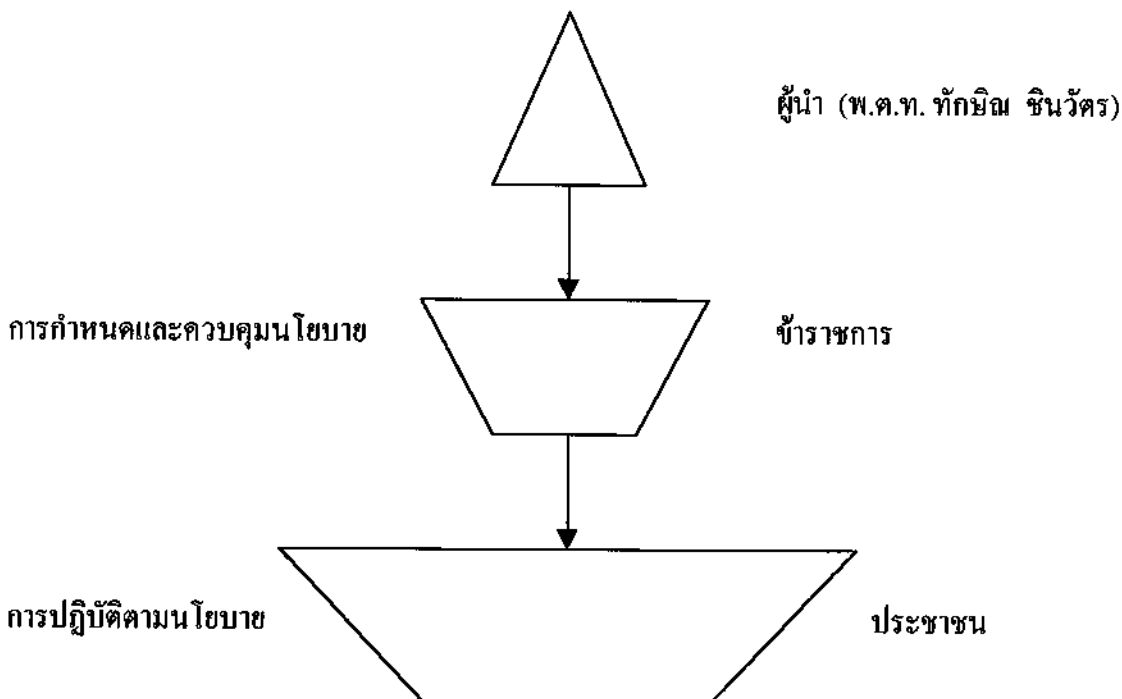 ผู้นำ (พ.ต.ท. ทักษิณ ชินวัตร)
การกำหนดและควบคุมนโยบาย ข้าราชการ
การปฏิบัติตามนโยบาย ประชาชน